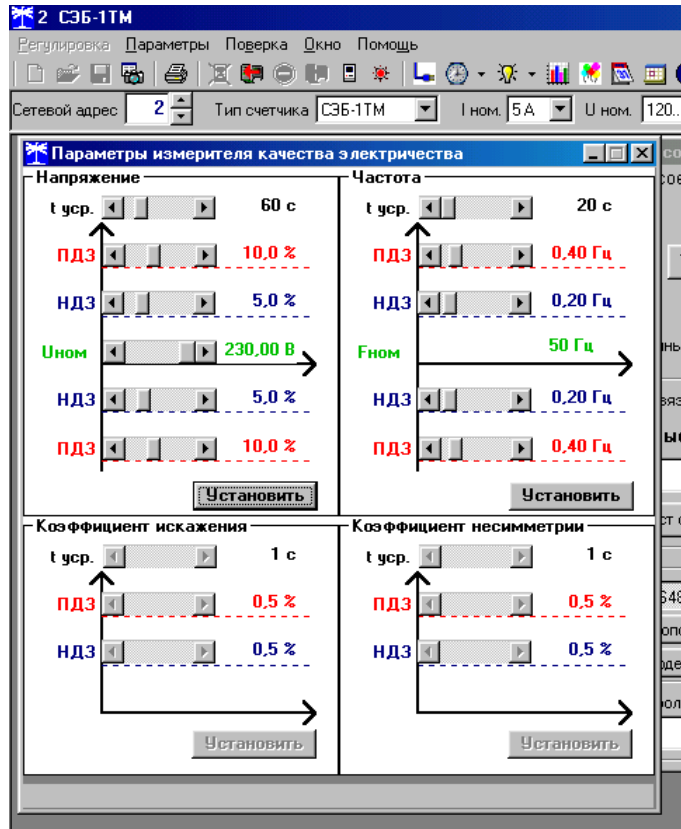 2 СЭБ-1ТМ
Регулировка Параметры Поверка Окно Помощь
Сетевой адрес 2 Тип счетчика СЭБ-1ТМ I ном. 5 А U ном. 120..
Параметры измерителя качества электричества
Напряжение
t уср. 60 с
ПДЗ 10,0 %
НДЗ 5,0 %
Uном 230,00 В
НДЗ 5,0 %
ПДЗ 10,0 %
Установить
Частота
t уср. 20 с
ПДЗ 0,40 Гц
НДЗ 0,20 Гц
Fном 50 Гц
НДЗ 0,20 Гц
ПДЗ 0,40 Гц
Установить
Коэффициент искажения
t уср. 1 с
ПДЗ 0,5 %
НДЗ 0,5 %
Установить
Коэффициент несимметрии
t уср. 1 с
ПДЗ 0,5 %
НДЗ 0,5 %
Установить